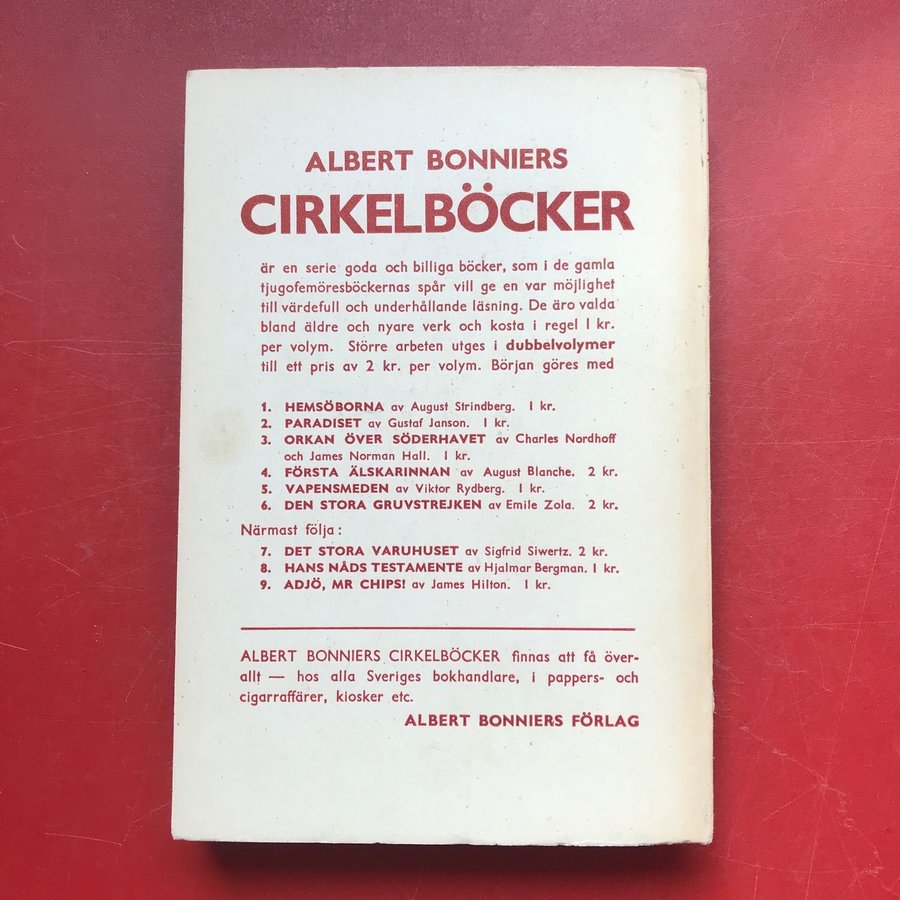 ALBERT BONNIERS
CIRKELBÖCKER
är en serie goda och billiga böcker, som i de gamla
tjugofemöresböckernas spår vill ge en var möjlighet
till värdefull och underhållande läsning. De äro valda
bland äldre och nyare verk och kosta i regel 1 kr.
per volym. Större arbeten utges i dubbelvolymer
till ett pris av 2 kr. per volym. Början göres med
1. HEMSÖBORNA av August Strindberg. 1 kr.
2. PARADISET av Gustaf Janson. 1 kr.
3. ORKAN ÖVER SÖDERHAVET av Charles Nordhoff
och James Norman Hall. 1 kr.
4. FÖRSTA ÄLSKARINNAN av August Blanche. 2 kr.
5. VAPENSMEDEN av Viktor Rydberg. 1 kr.
6. DEN STORA GRUVSTREJKEN av Emile Zola. 2 kr.
Närmast följa:
7. DET STORA VARUHUSET av Sigfrid Siwertz. 2 kr.
8. HANS NÅDS TESTAMENTE av Hjalmar Bergman. 1 kr.
9. ADJÖ, MR CHIPS! av James Hilton. 1 kr.
ALBERT BONNIERS CIRKELBÖCKER finnas att få över-
allt — hos alla Sveriges bokhandlare, i pappers- och
cigarraffärer, kiosker etc.
ALBERT BONNIERS FÖRLAG